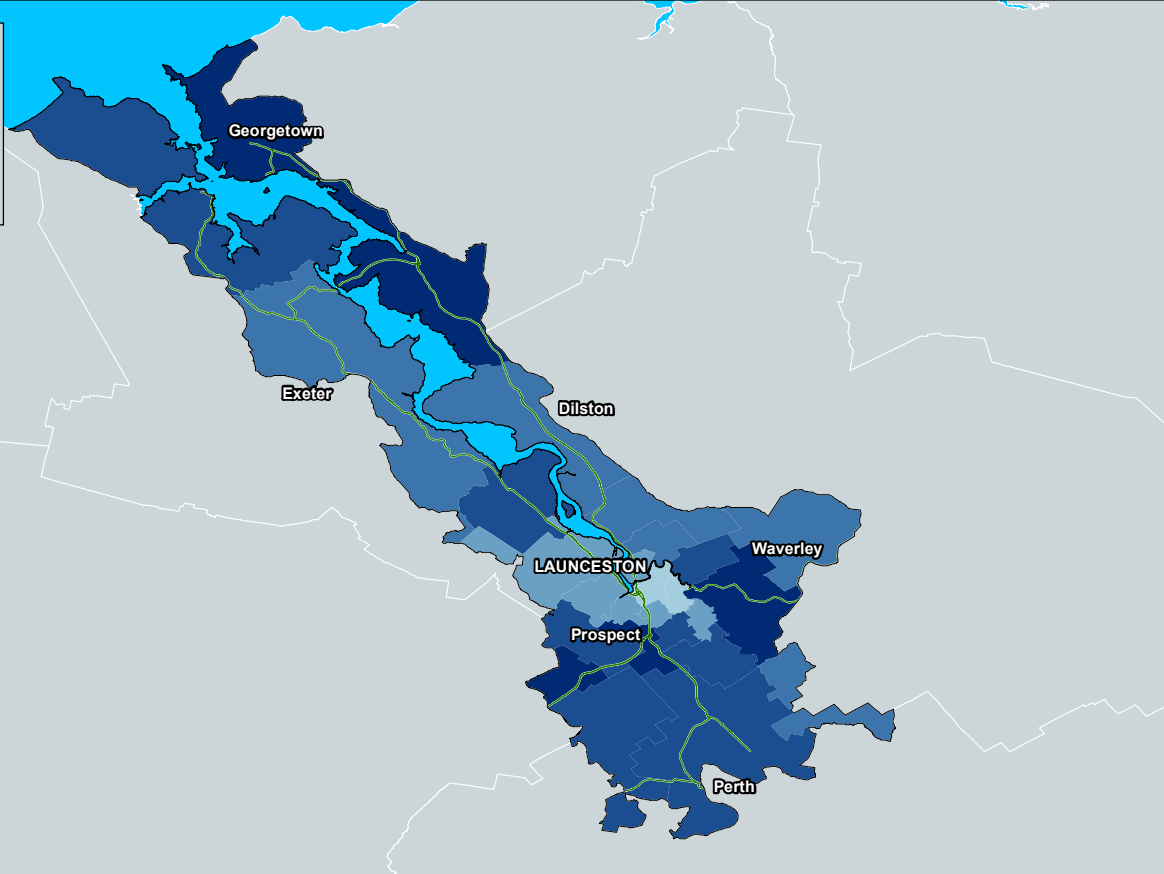 Georgetown
Exeter
Dilston
Waverley
LAUNCESTON
Prospect
Perth